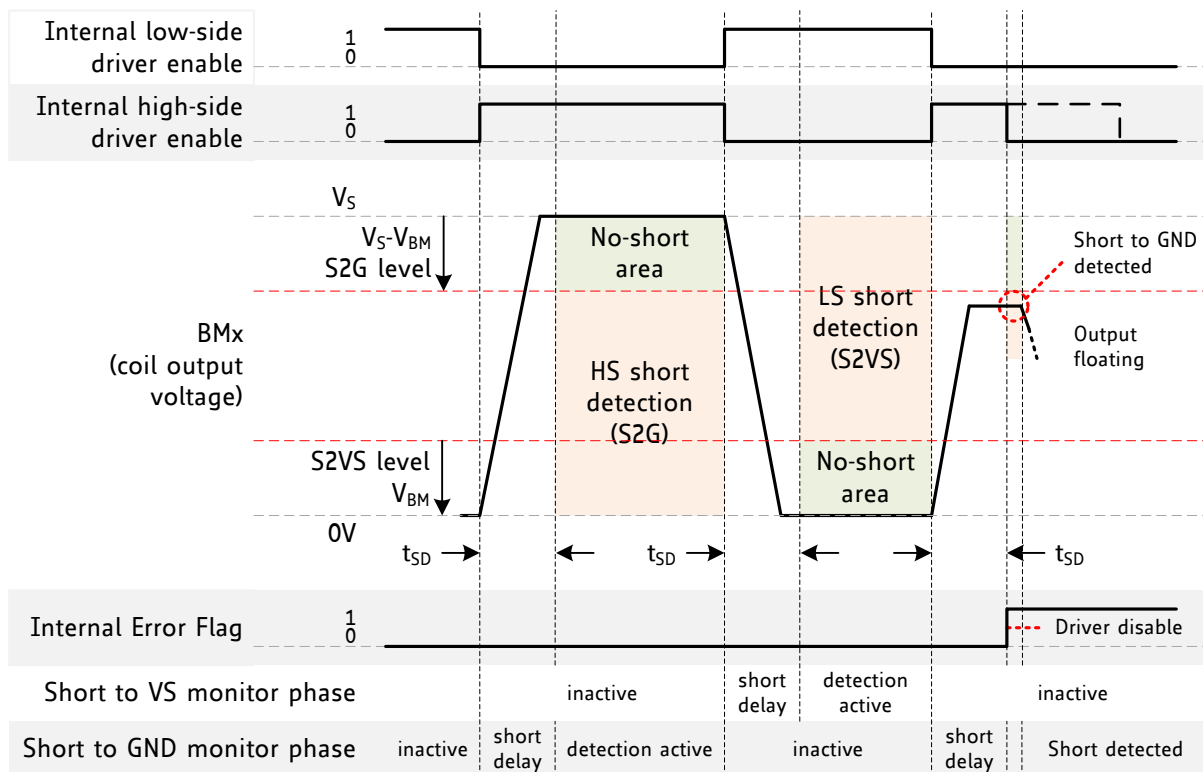 Internal low-side
driver enable
1
0
Internal high-side
driver enable
1
0
VS
VS-VBM
S2G level
No-short
area
Short to GND
detected
BMx
(coil output
voltage)
HS short
detection
(S2G)
LS short
detection
(S2VS)
Output
floating
S2VS level
VBM
No-short
area
0V
tSD
tSD
tSD
Internal Error Flag
1
0
Driver disable
Short to VS monitor phase
inactive
short
delay
detection
active
inactive
Short to GND monitor phase
inactive
short
delay
detection active
inactive
short
delay
Short detected